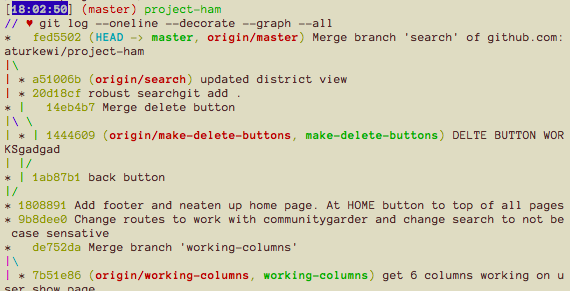 [18:02:50] (master) project-ham
// ♥ git log --oneline --decorate --graph --all
*   fed5502 (HEAD -> master, origin/master) Merge branch 'search' of github.com:
aturkewi/project-ham
|\
| * a51006b (origin/search) updated district view
| * 20d18cf robust searchgit add .
* |   14eb4b7 Merge delete button
|\ \
| * | 1444609 (origin/make-delete-buttons, make-delete-buttons) DELTE BUTTON WOR
KSgadgad
| |/
* | 1ab87b1 back button
|/
* 1808891 Add footer and neaten up home page. At HOME button to top of all pages
* 9b8dee0 Change routes to work with communitygarder and change search to not be
 case sensative
*   de752da Merge branch 'working-columns'
|\
| * 7b51e86 (origin/working-columns, working-columns) get 6 columns working on u
ser show page